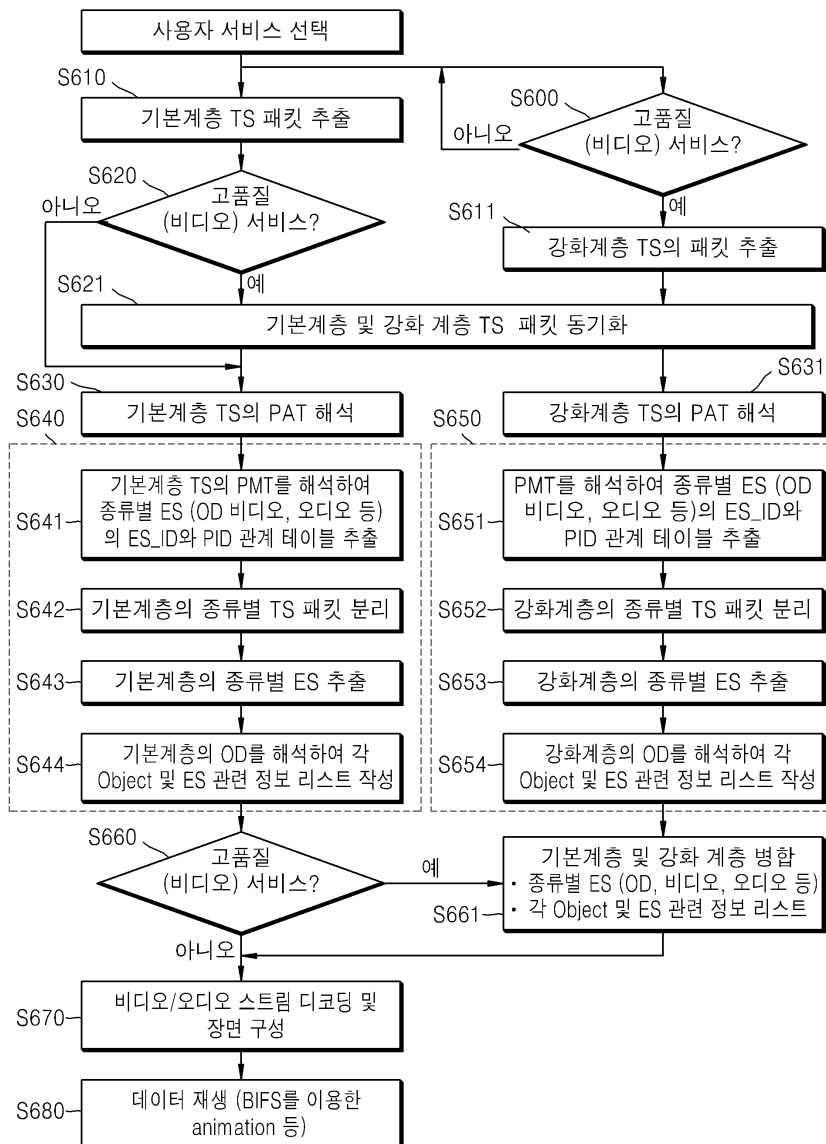 사용자 서비스 선택
S610
기본계층 TS 패킷 추출
S600
고품질
(비디오) 서비스?
아니오
예
S620
고품질
(비디오) 서비스?
아니오
예
S611
강화계층 TS의 패킷 추출
S621
기본계층 및 강화 계층 TS 패킷 동기화
S630
기본계층 TS의 PAT 해석
S631
강화계층 TS의 PAT 해석
S640
S641
기본계층 TS의 PMT를 해석하여
종류별 ES (OD 비디오, 오디오 등)
의 ES_ID와 PID 관계 테이블 추출
S642
기본계층의 종류별 TS 패킷 분리
S643
기본계층의 종류별 ES 추출
S644
기본계층의 OD를 해석하여 각
Object 및 ES 관련 정보 리스트 작성
S650
S651
PMT를 해석하여 종류별 ES (OD
비디오, 오디오 등)의 ES_ID와
PID 관계 테이블 추출
S652
강화계층의 종류별 TS 패킷 분리
S653
강화계층의 종류별 ES 추출
S654
강화계층의 OD를 해석하여 각
Object 및 ES 관련 정보 리스트 작성
S660
고품질
(비디오) 서비스?
예
아니오
S661
기본계층 및 강화 계층 병합
· 종류별 ES (OD, 비디오, 오디오 등)
· 각 Object 및 ES 관련 정보 리스트
S670
비디오/오디오 스트림 디코딩 및
장면 구성
S680
데이터 재생 (BIFS를 이용한
animation 등)